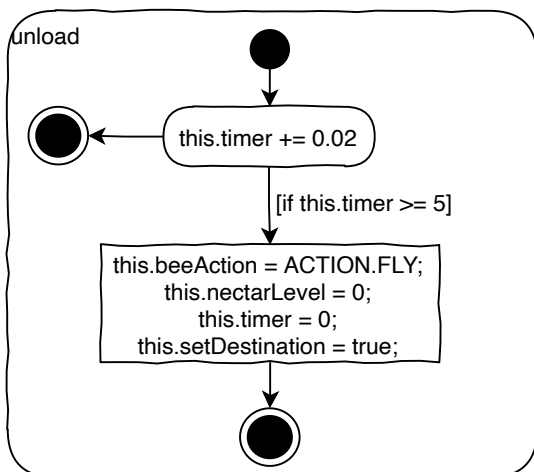 unload
this.timer += 0.02
[if this.timer >= 5]
this.beeAction = ACTION.FLY;
this.nectarLevel = 0;
this.timer = 0;
this.setDestination = true;